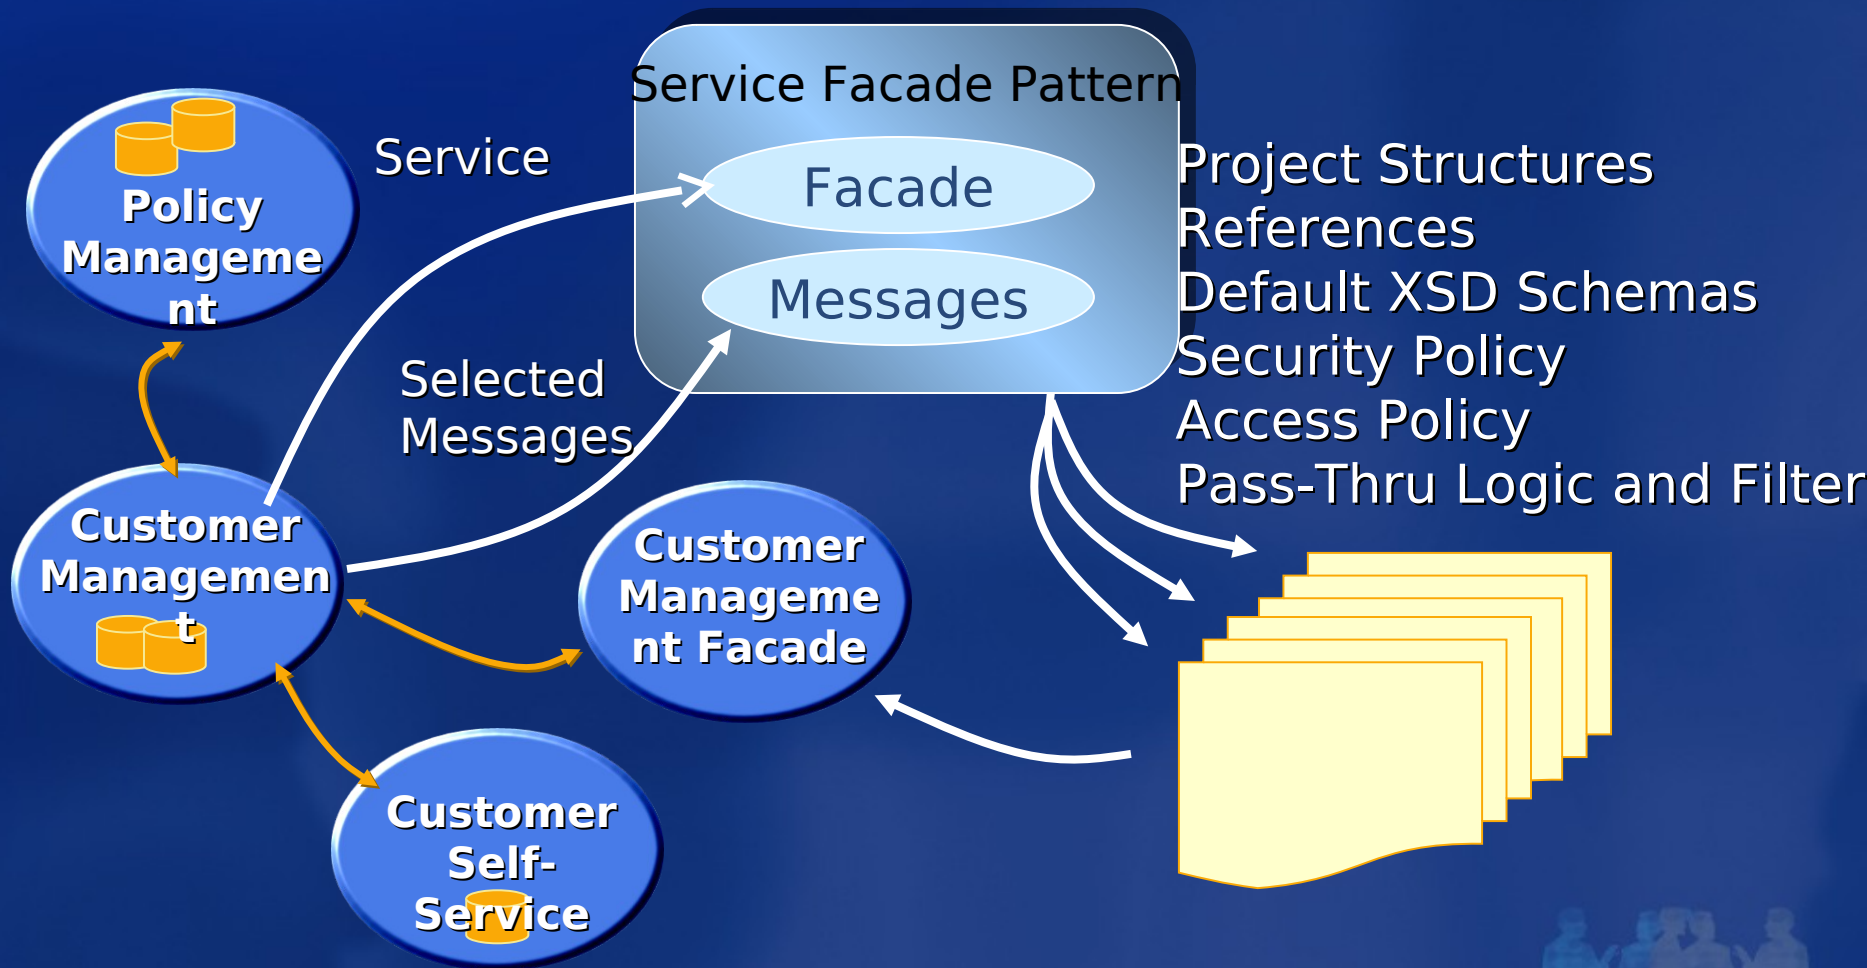 Service Facade Pattern
Facade
Messages
Service
Selected
Messages
Policy
Manageme
nt
Customer
Managemen
t
Customer
Manageme
nt Facade
Customer
Self-
Service
Project Structures
References
Default XSD Schemas
Security Policy
Access Policy
Pass-Thru Logic and Filter